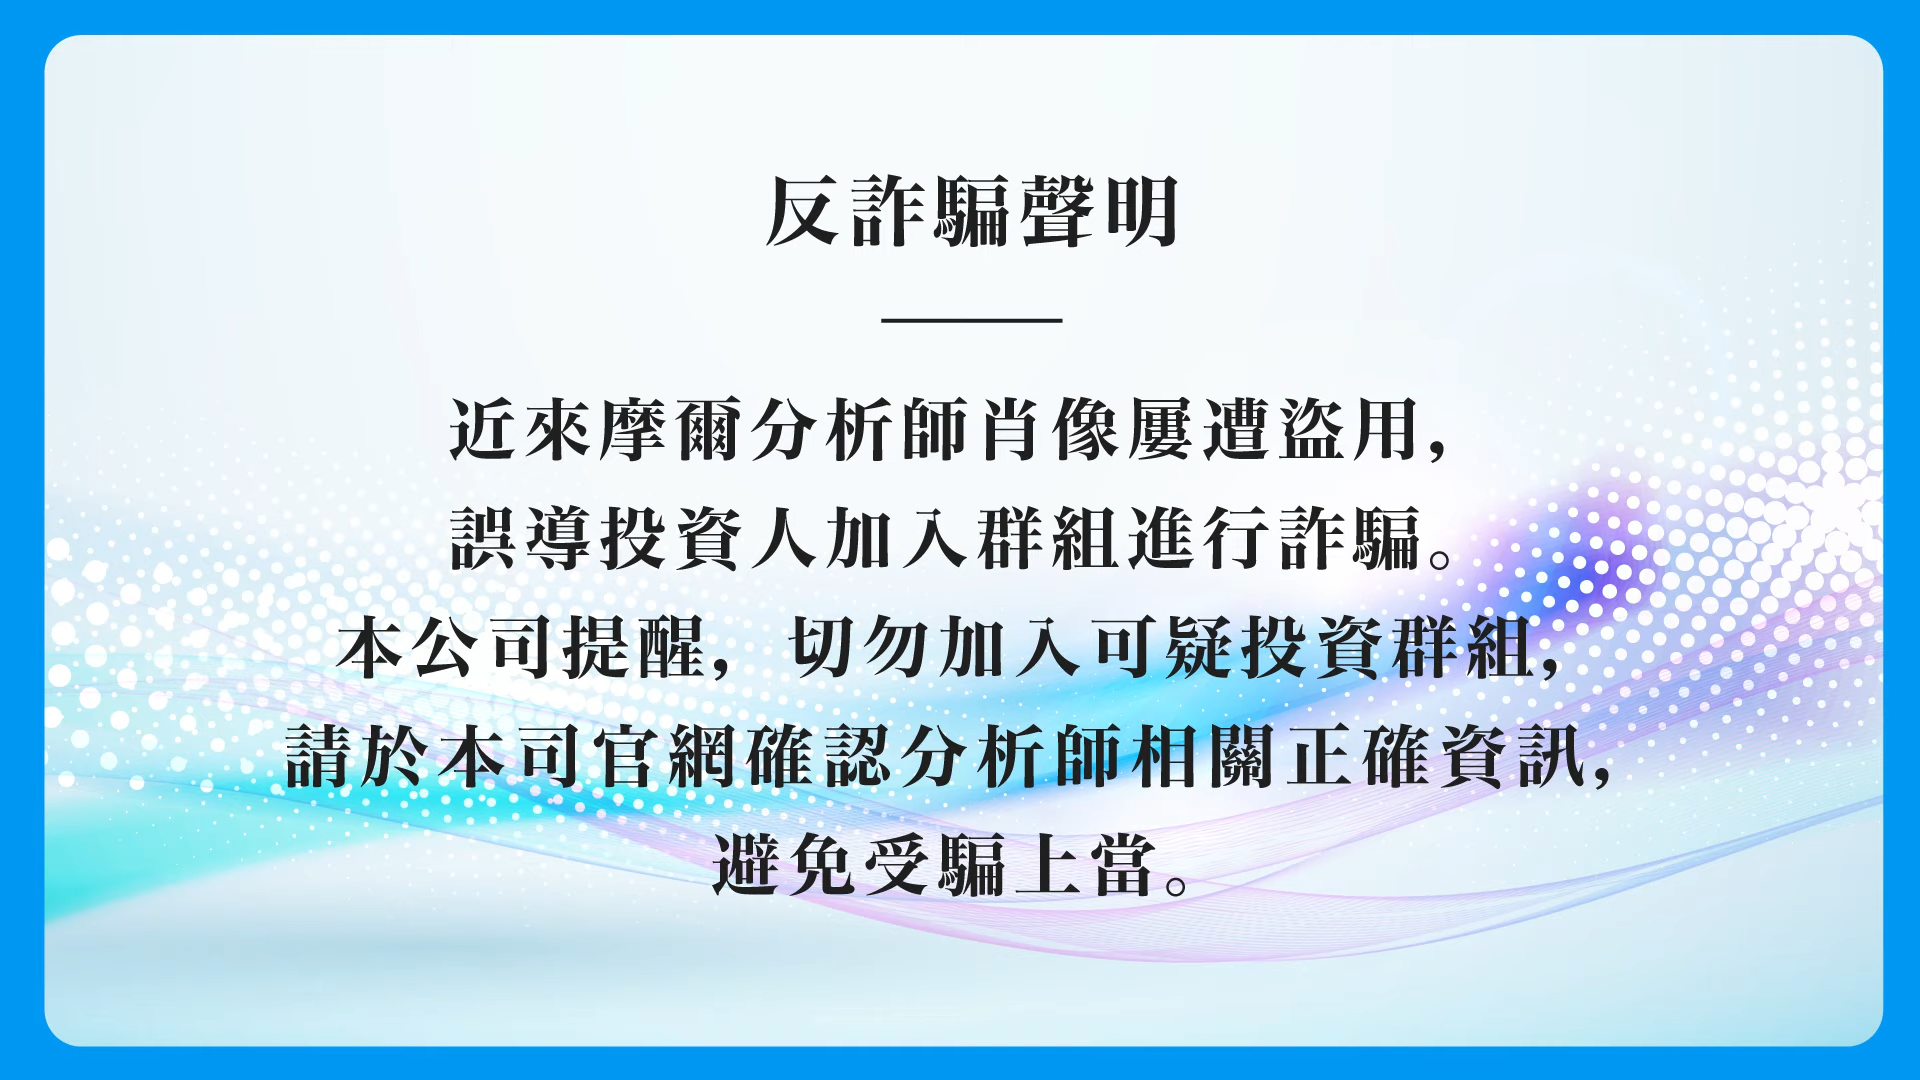 反詐騙聲明
近來摩爾分析師肖像屢遭盜用，
誤導投資人加入群組進行詐騙。
本公司提醒，切勿加入可疑投資群組，
請於本司官網確認分析師相關正確資訊，
避免受騙上當。